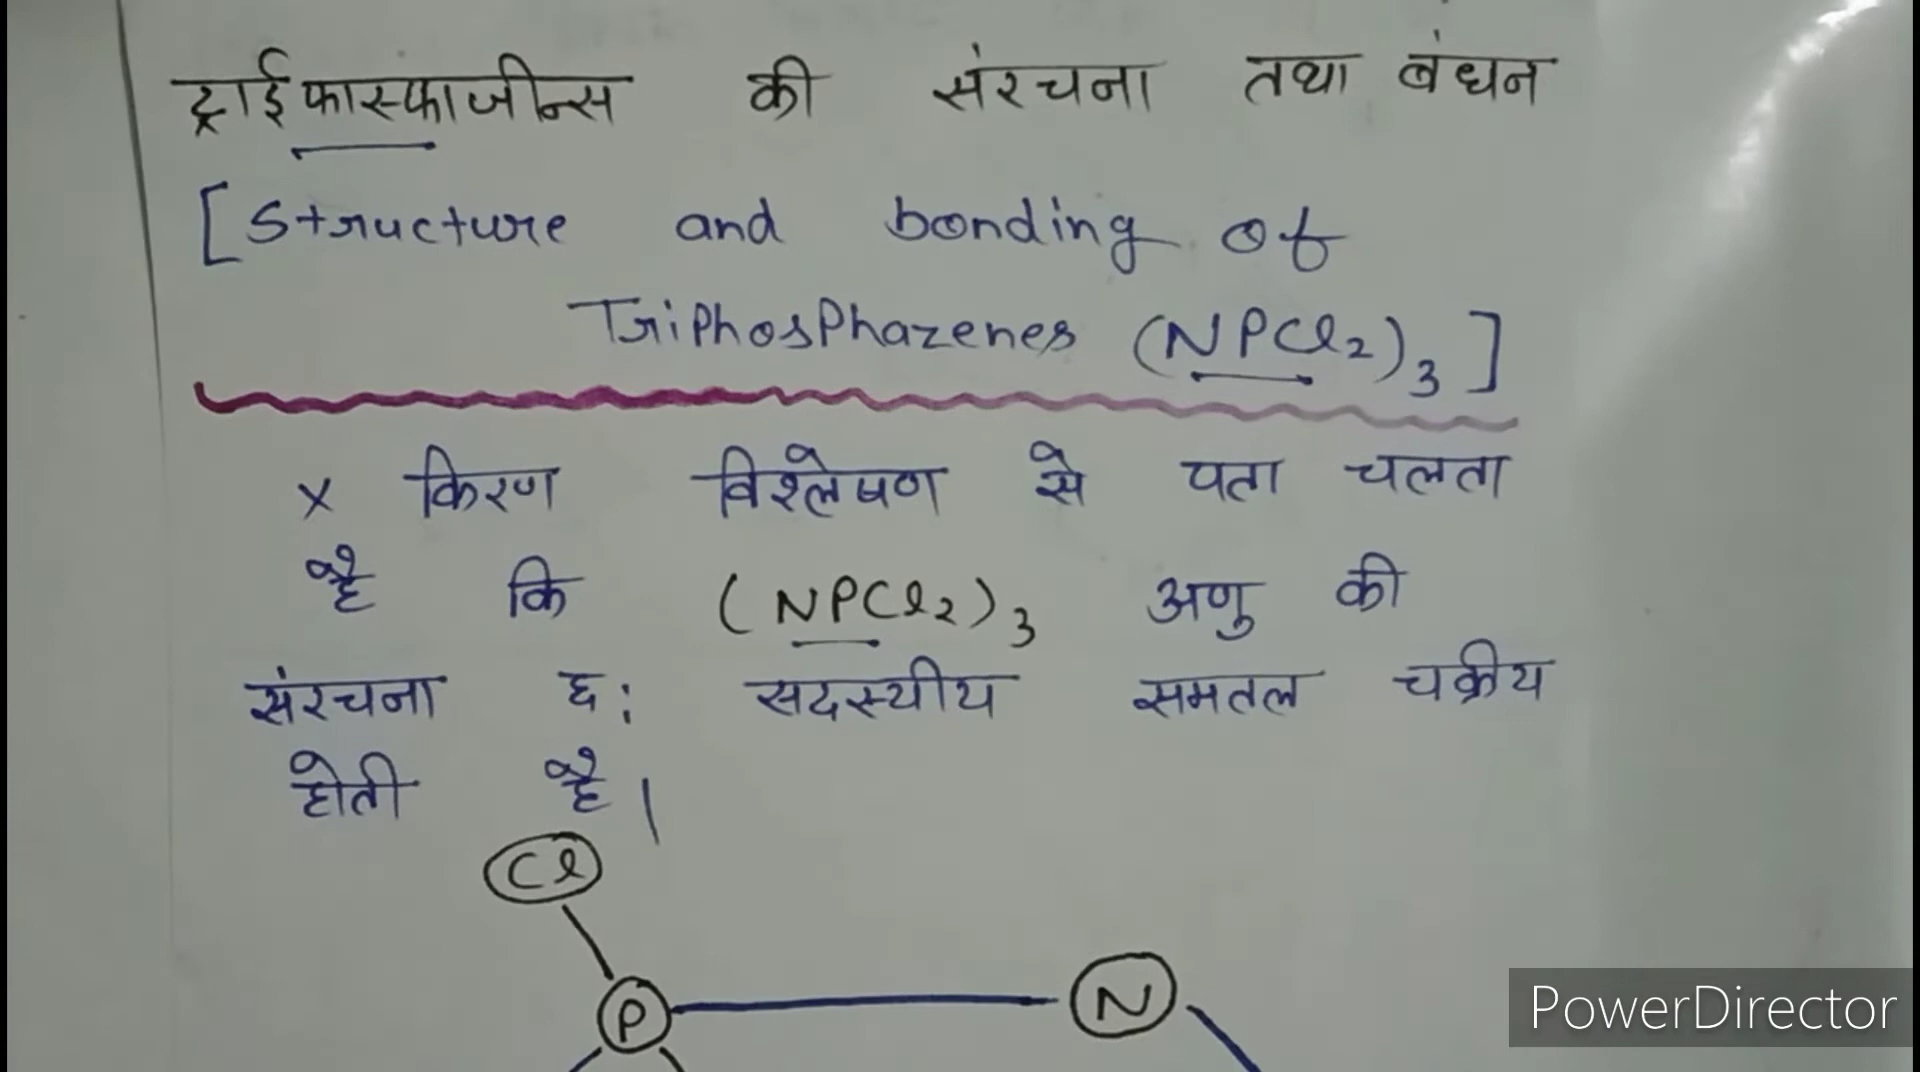 ट्राईफास्फाजीन्स की संरचना तथा बंधन
[Structure and bonding of
TriPhosPhazenes (NPCl₂)₃]
X किरण विश्लेषण से पता चलता
है कि (NPCl₂)₃ अणु की
संरचना छ: सदस्यीय समतल चक्रीय
होती है।
Cl
P N
PowerDirector